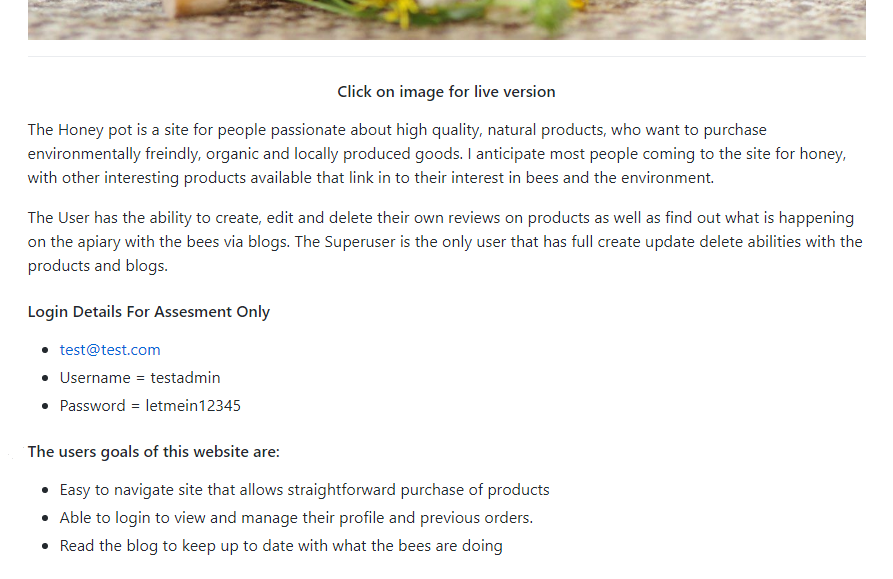 Click on image for live version
The Honey pot is a site for people passionate about high quality, natural products, who want to purchase
environmentally freindly, organic and locally produced goods. I anticipate most people coming to the site for honey,
with other interesting products available that link in to their interest in bees and the environment.
The User has the ability to create, edit and delete their own reviews on products as well as find out what is happening
on the apiary with the bees via blogs. The Superuser is the only user that has full create update delete abilities with the
products and blogs.
Login Details For Assesment Only
test@test.com
Username = testadmin
Password = letmein12345
The users goals of this website are:
Easy to navigate site that allows straightforward purchase of products
Able to login to view and manage their profile and previous orders.
Read the blog to keep up to date with what the bees are doing